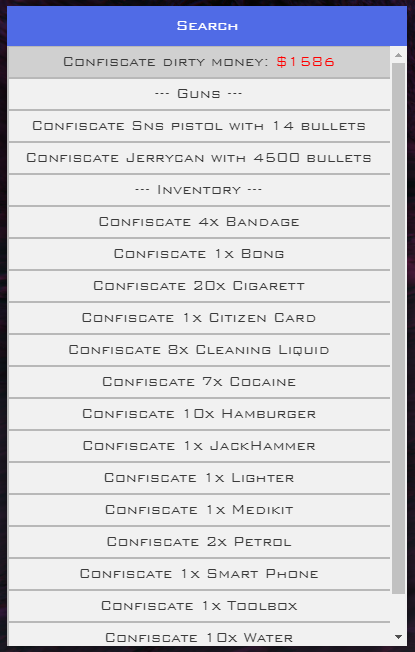 Search
Confiscate dirty money: $1586
--- Guns ---
Confiscate Sns pistol with 14 bullets
Confiscate Jerrycan with 4500 bullets
--- Inventory ---
Confiscate 4x Bandage
Confiscate 1x Bong
Confiscate 20x Cigarett
Confiscate 1x Citizen Card
Confiscate 8x Cleaning Liquid
Confiscate 7x Cocaine
Confiscate 10x Hamburger
Confiscate 1x JackHammer
Confiscate 1x Lighter
Confiscate 1x Medikit
Confiscate 2x Petrol
Confiscate 1x Smart Phone
Confiscate 1x Toolbox
Confiscate 10x Water